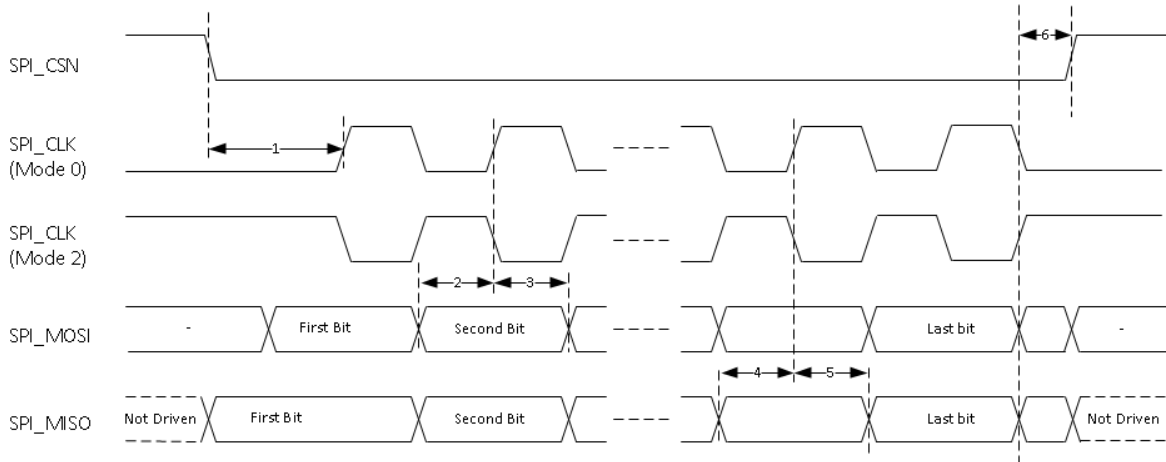 SPI_CSN
6
SPI_CLK
(Mode 0)
1
SPI_CLK
(Mode 2)
2
3
SPI_MOSI
-
First Bit
Second Bit
Last bit
-
4
5
SPI_MISO
Not Driven
First Bit
Second Bit
Last bit
Not Driven